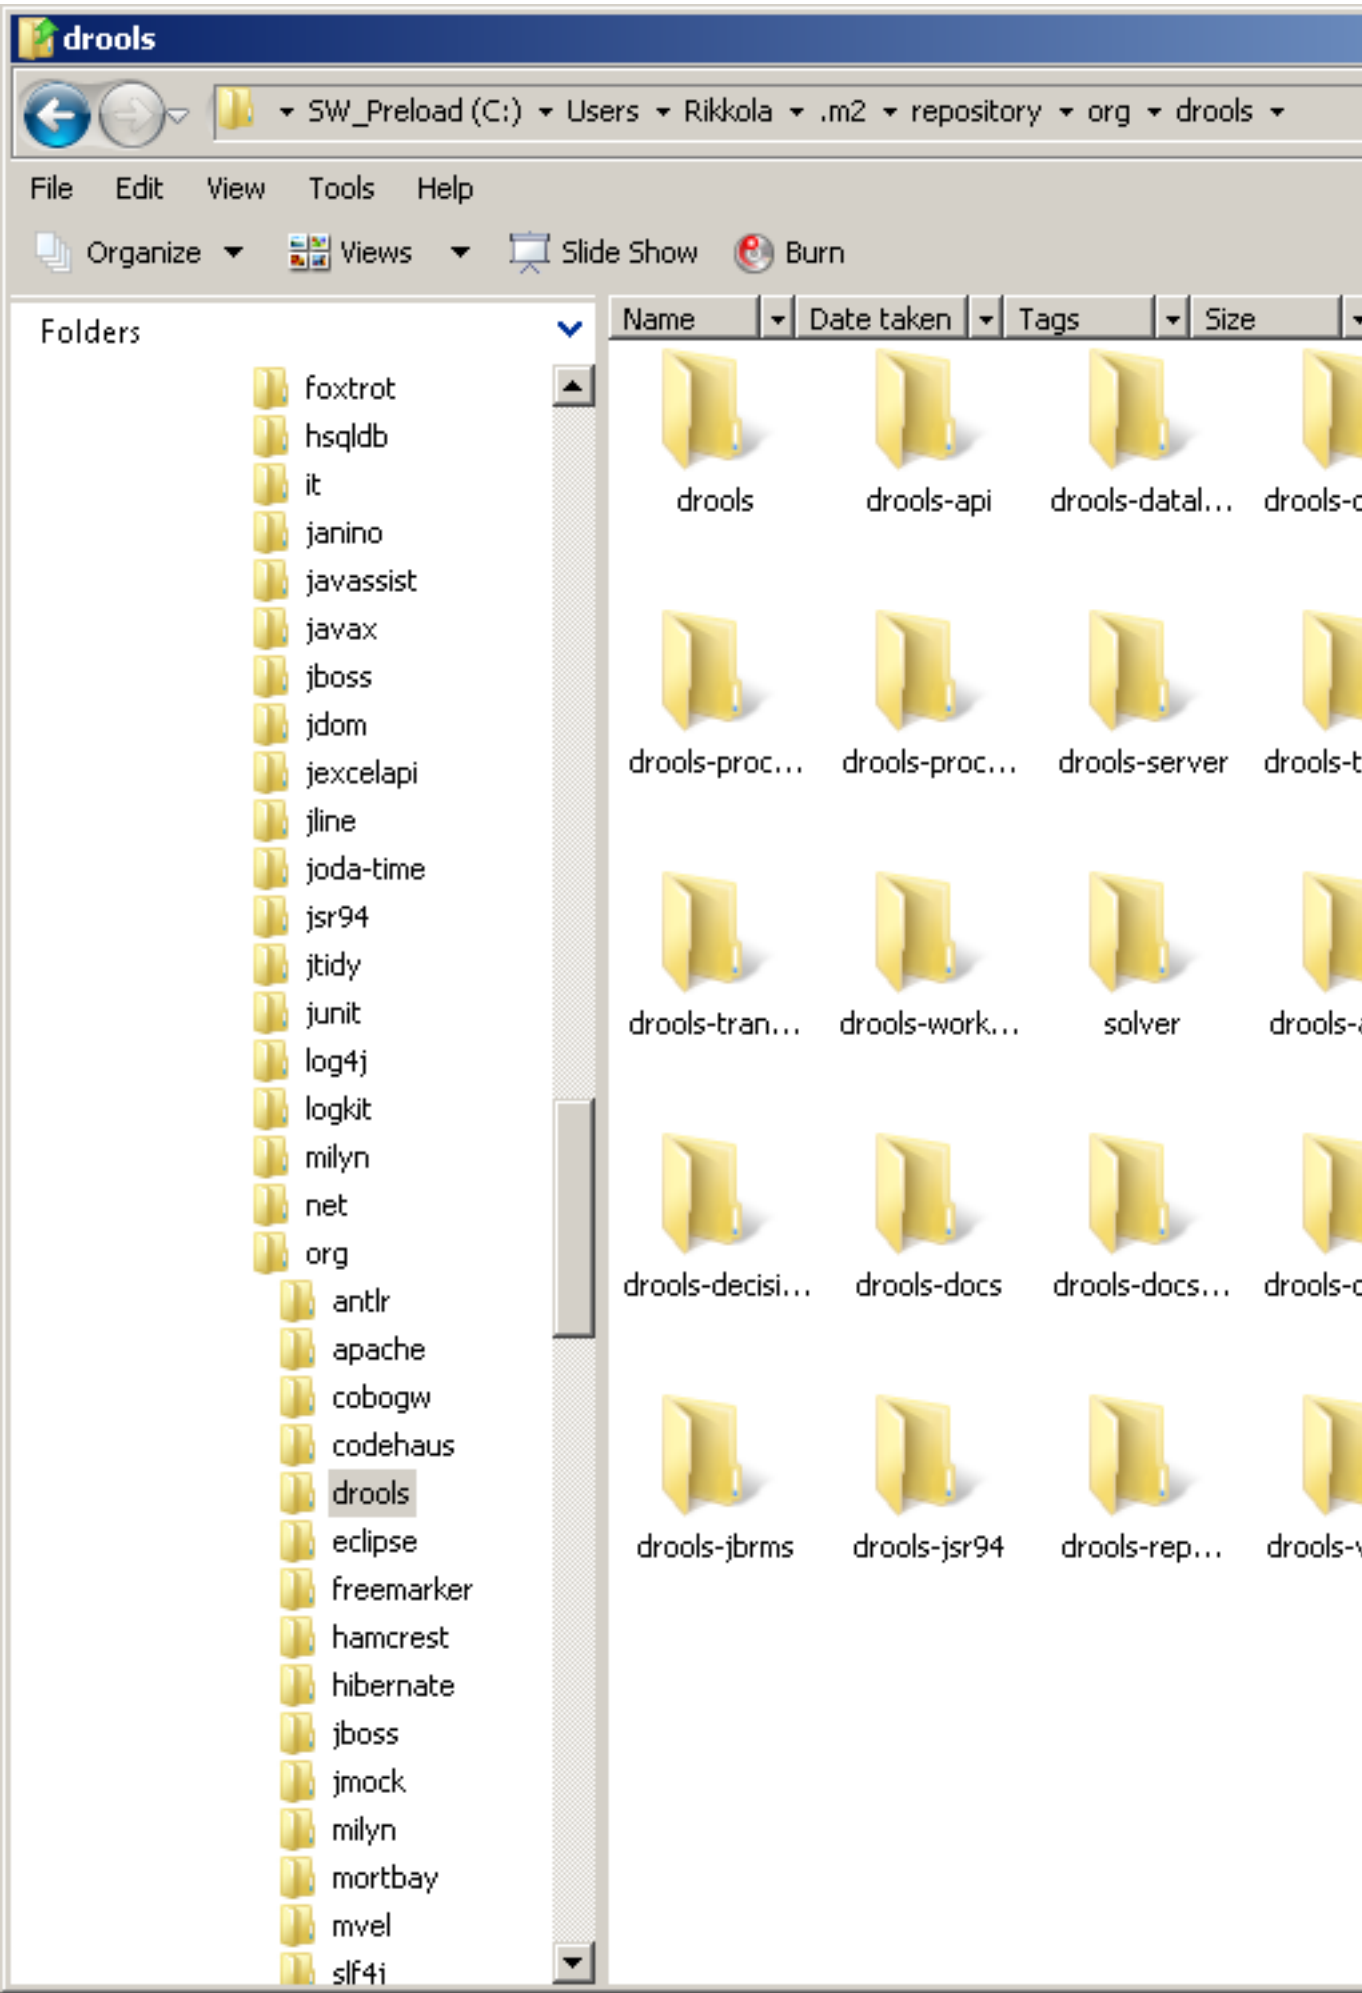 drools
SW_Preload (C:) Users Rikkola .m2 repository org drools
File Edit View Tools Help
Organize Views Slide Show Burn
Folders
foxtrot
hsqldb
it
janino
javassist
javax
jboss
jdom
jexcelapi
jline
joda-time
jsr94
jtidy
junit
log4j
logkit
milyn
net
org
antlr
apache
cobogw
codehaus
drools
eclipse
freemarker
hamcrest
hibernate
jboss
jmock
milyn
mortbay
mvel
slf4j
Name Date taken Tags Size
drools drools-api drools-datal...
drools-proc... drools-proc... drools-server drools-t
drools-tran... drools-work... solver drools-a
drools-decisi... drools-docs drools-docs...
drools-jbrms drools-jsr94 drools-rep... drools-v